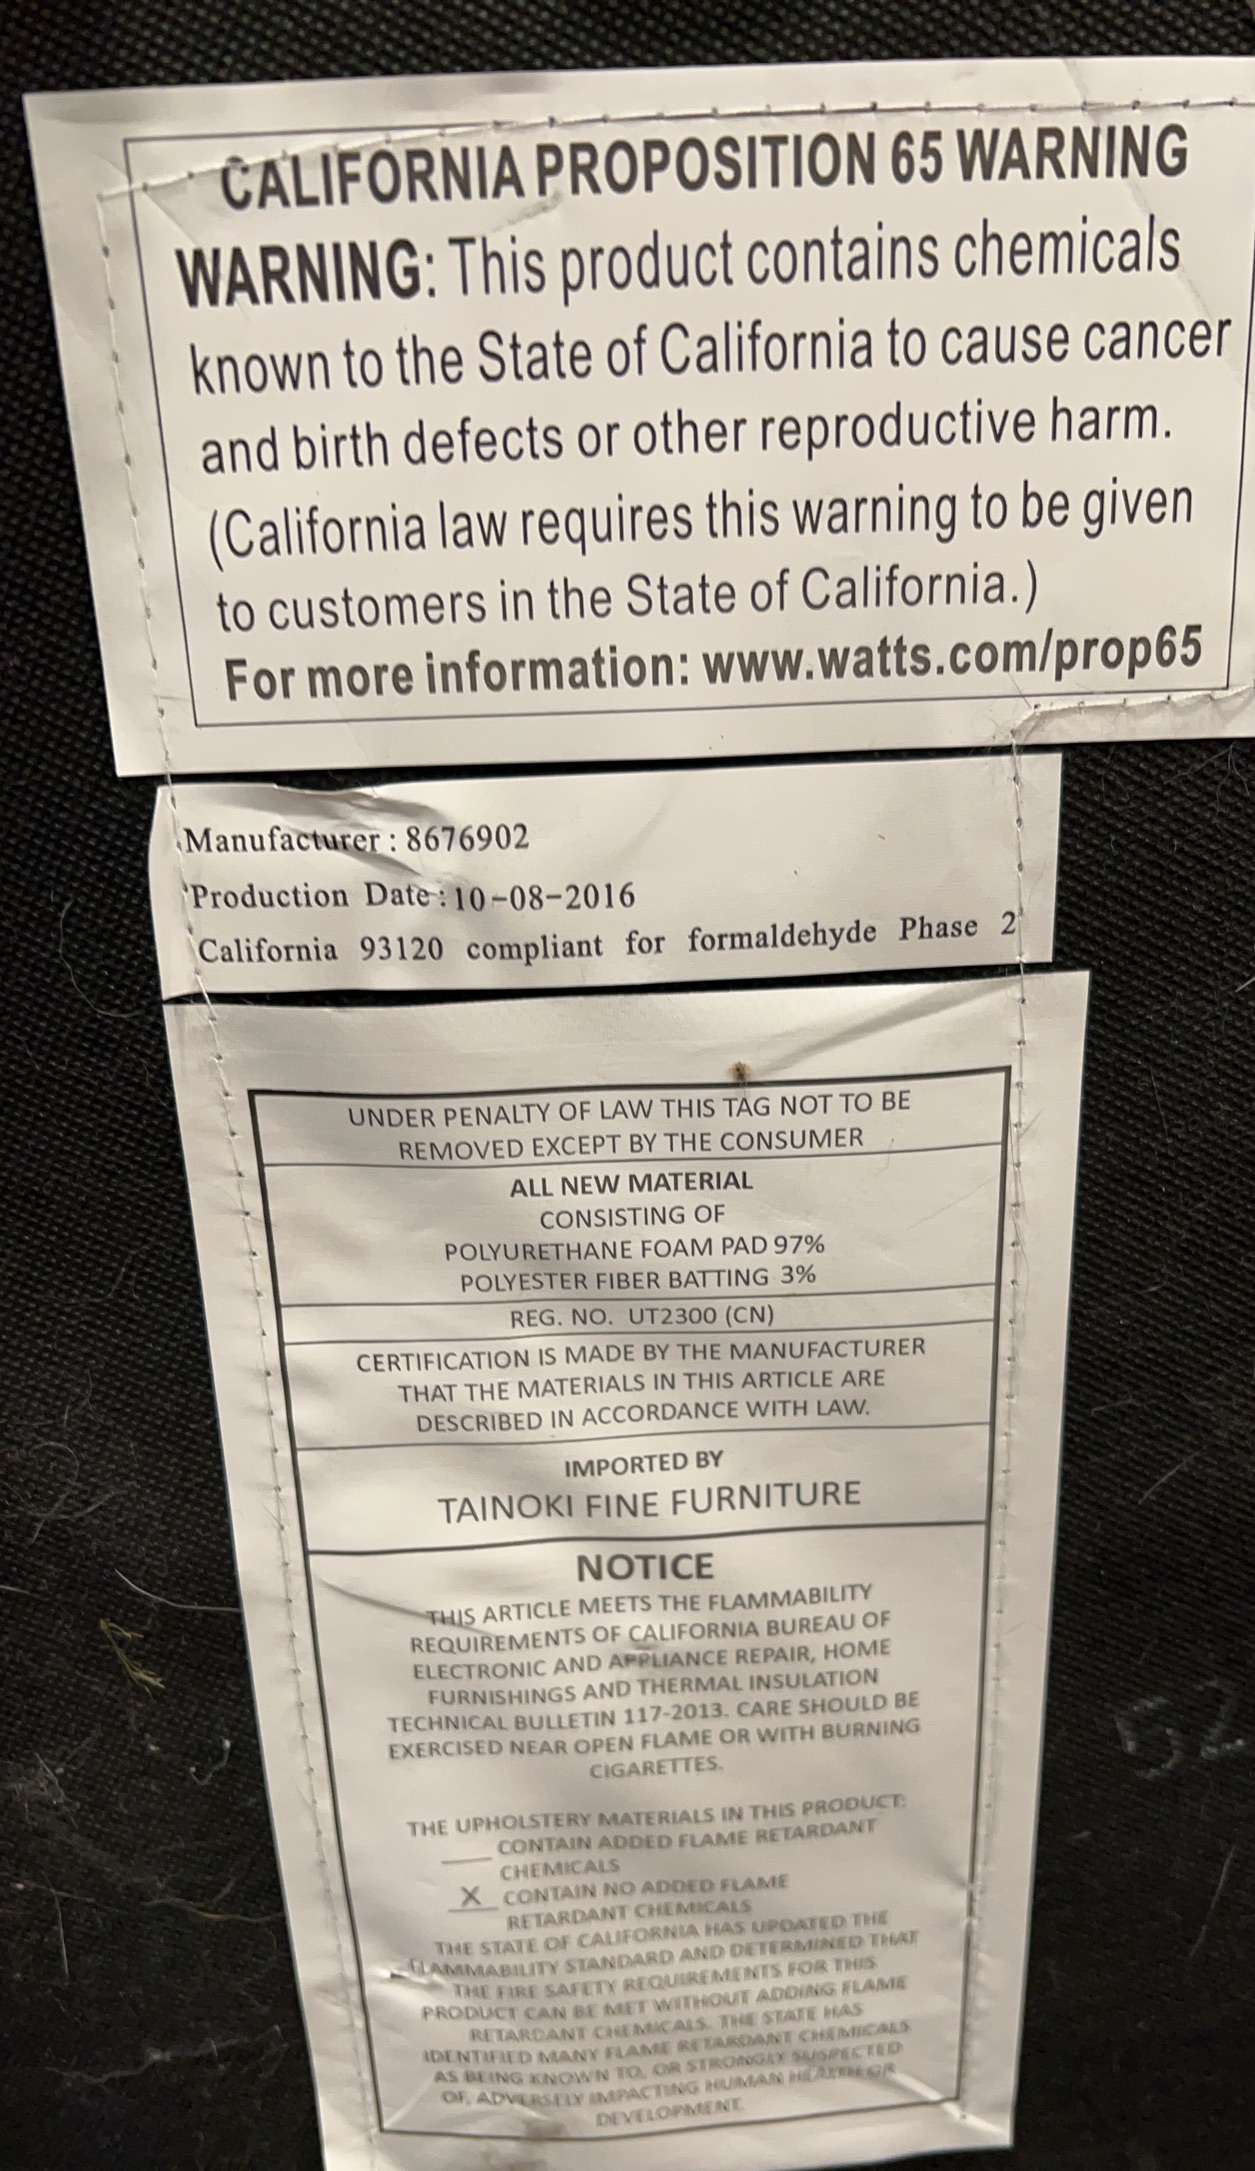 CALIFORNIA PROPOSITION 65 WARNING
WARNING: This product contains chemicals
known to the State of California to cause cancer
and birth defects or other reproductive harm.
(California law requires this warning to be given
to customers in the State of California.)
For more information: www.watts.com/prop65
Manufacturer : 8676902
Production Date : 10-08-2016
California 93120 compliant for formaldehyde Phase 2
UNDER PENALTY OF LAW THIS TAG NOT TO BE
REMOVED EXCEPT BY THE CONSUMER
ALL NEW MATERIAL
CONSISTING OF
POLYURETHANE FOAM PAD 97%
POLYESTER FIBER BATTING 3%
REG. NO. UT2300 (CN)
CERTIFICATION IS MADE BY THE MANUFACTURER
THAT THE MATERIALS IN THIS ARTICLE ARE
DESCRIBED IN ACCORDANCE WITH LAW.
IMPORTED BY
TAINOKI FINE FURNITURE
NOTICE
THIS ARTICLE MEETS THE FLAMMABILITY
REQUIREMENTS OF CALIFORNIA BUREAU OF
ELECTRONIC AND APPLIANCE REPAIR, HOME
FURNISHINGS AND THERMAL INSULATION
TECHNICAL BULLETIN 117-2013. CARE SHOULD BE
EXERCISED NEAR OPEN FLAME OR WITH BURNING
CIGARETTES.
THE UPHOLSTERY MATERIALS IN THIS PRODUCT:
____ CONTAIN ADDED FLAME RETARDANT
CHEMICALS
X CONTAIN NO ADDED FLAME
RETARDANT CHEMICALS
THE STATE OF CALIFORNIA HAS UPDATED THE
FLAMMABILITY STANDARD AND DETERMINED THAT
THE FIRE SAFETY REQUIREMENTS FOR THIS
PRODUCT CAN BE MET WITHOUT ADDING FLAME
RETARDANT CHEMICALS. THE STATE HAS
IDENTIFIED MANY FLAME RETARDANT CHEMICALS
AS BEING KNOWN TO, OR STRONGLY SUSPECTED
OF, ADVERSELY IMPACTING HUMAN HEALTH OR
DEVELOPMENT.